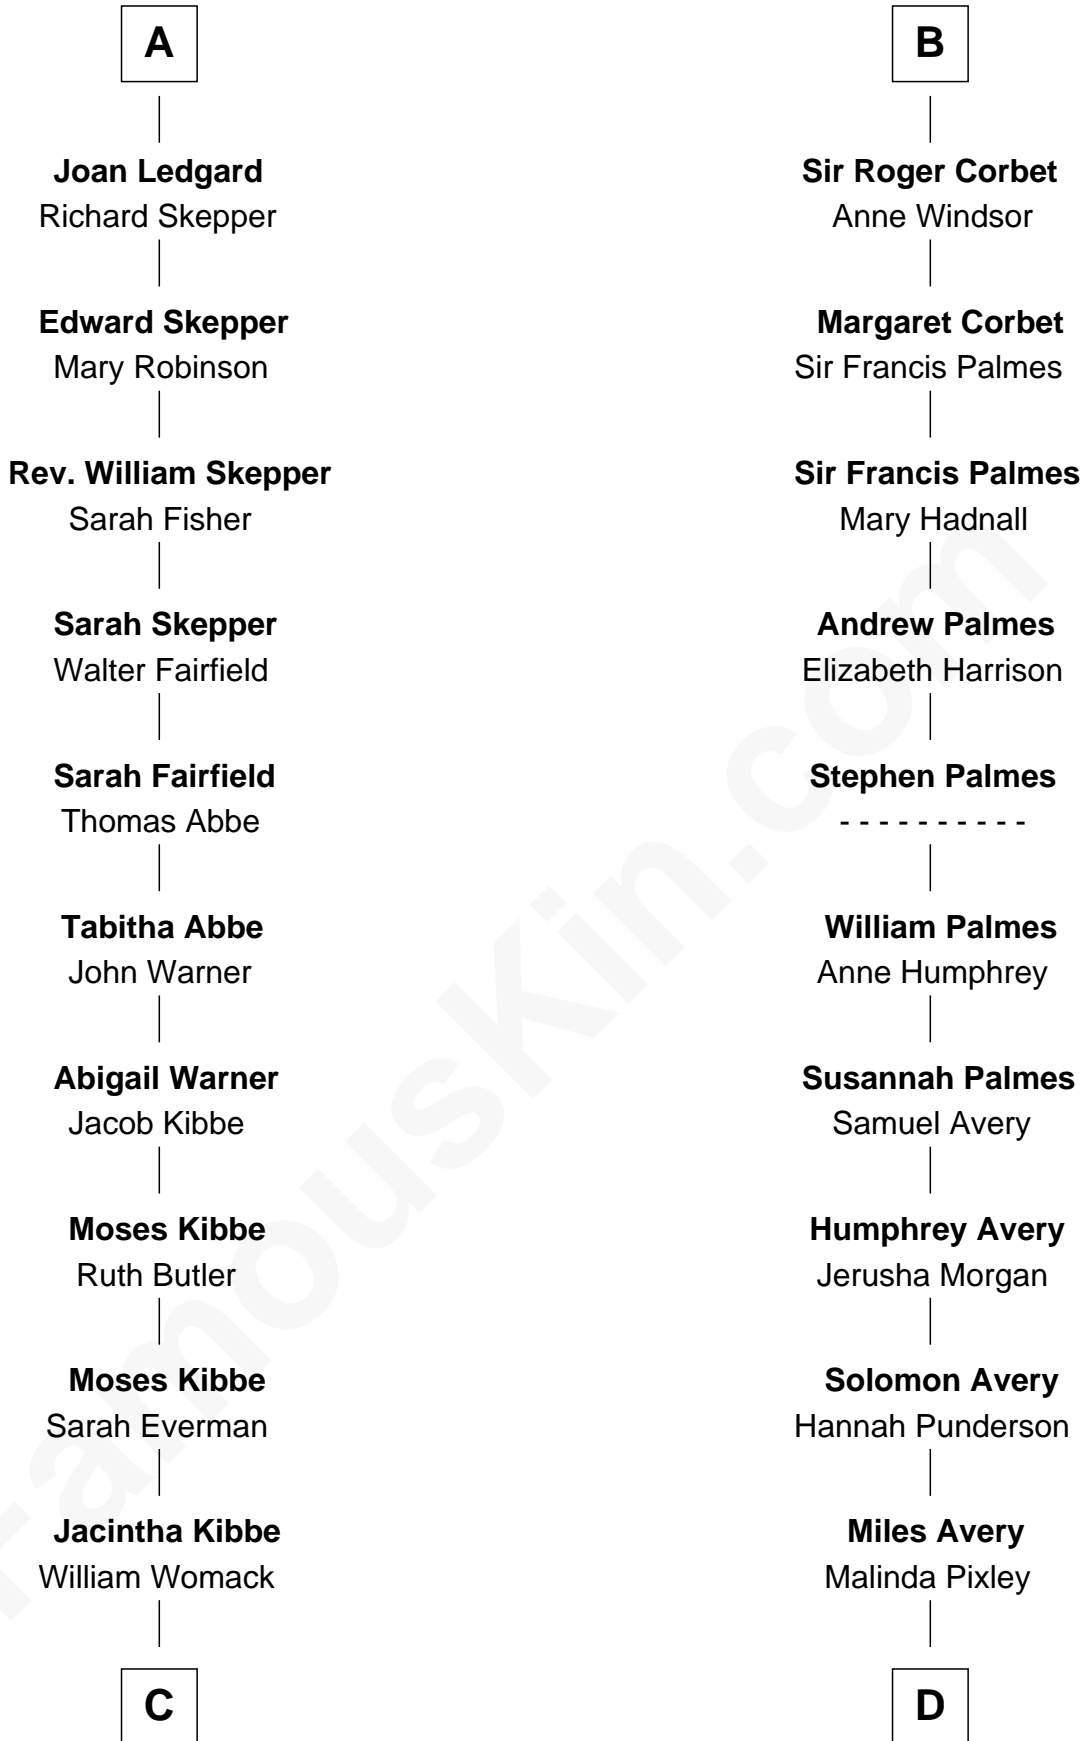 A
Joan Ledgard
Richard Skepper
Edward Skepper
Mary Robinson
Rev. William Skepper
Sarah Fisher
Sarah Skepper
Walter Fairfield
Sarah Fairfield
Thomas Abbe
Tabitha Abbe
John Warner
Abigail Warner
Jacob Kibbe
Moses Kibbe
Ruth Butler
Moses Kibbe
Sarah Everman
Jacintha Kibbe
William Womack
C
B
Sir Roger Corbet
Anne Windsor
Margaret Corbet
Sir Francis Palmes
Sir Francis Palmes
Mary Hadnall
Andrew Palmes
Elizabeth Harrison
Stephen Palmes
- - - - - - - - - -
William Palmes
Anne Humphrey
Susannah Palmes
Samuel Avery
Humphrey Avery
Jerusha Morgan
Solomon Avery
Hannah Punderson
Miles Avery
Malinda Pixley
D
FamousKin.com